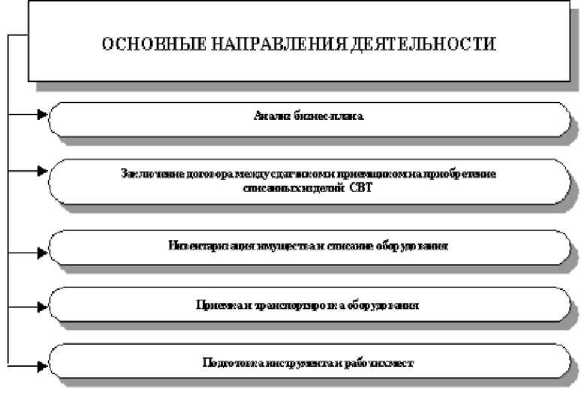 ОСНОВНЫЕ НАПРАВЛЕНИЯ ДЕЯТЕЛЬНОСТИ
Анализ бизнес-плана
Заключение договора между сдатчиком и приемщиком на приобретение
списанных изделий СВТ
Инвентаризация имущества и списание оборудования
Приемка и транспортировка оборудования
Подготовка инструмента и рабочих мест